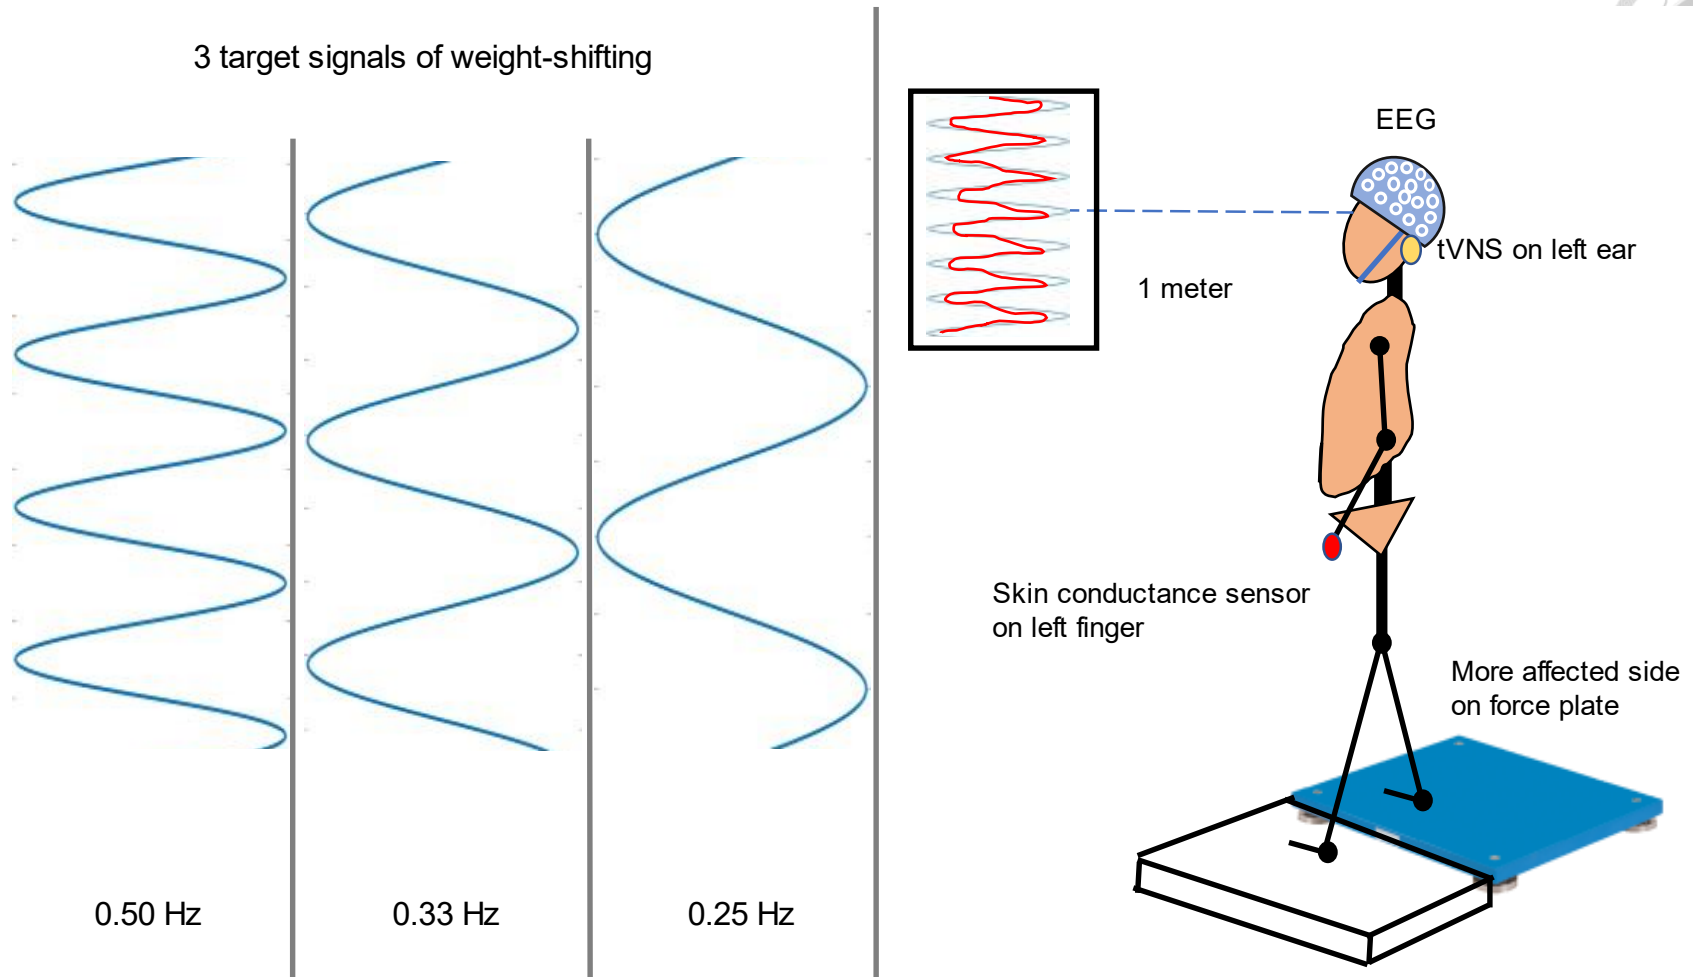 3 target signals of weight-shifting
0.50 Hz
0.33 Hz
0.25 Hz
EEG
tVNS on left ear
1 meter
Skin conductance sensor
on left finger
More affected side
on force plate